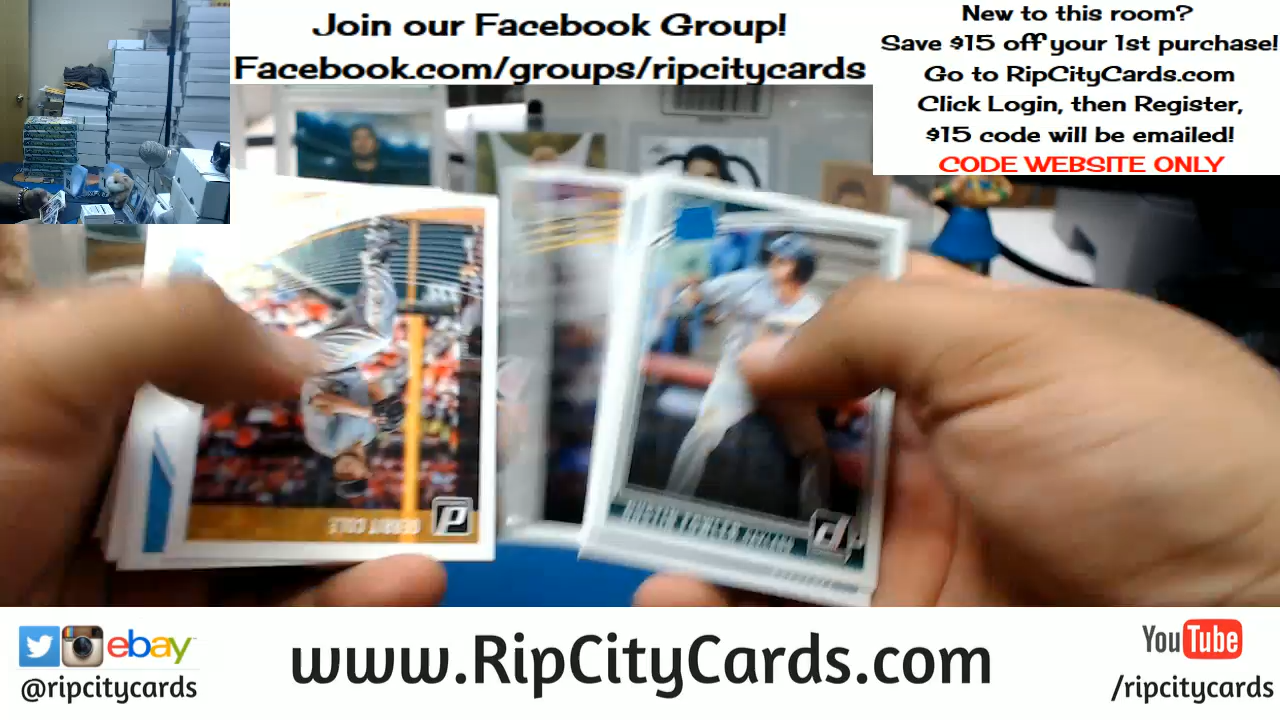 Join our Facebook Group!
Facebook.com/groups/ripcitycards
New to this room?
Save $15 off your 1st purchase!
Go to RipCityCards.com
Click Login, then Register,
$15 code will be emailed!
CODE WEBSITE ONLY
GERRIT COLE
ebay
@ripcitycards
www.RipCityCards.com
YouTube
/ripcitycards